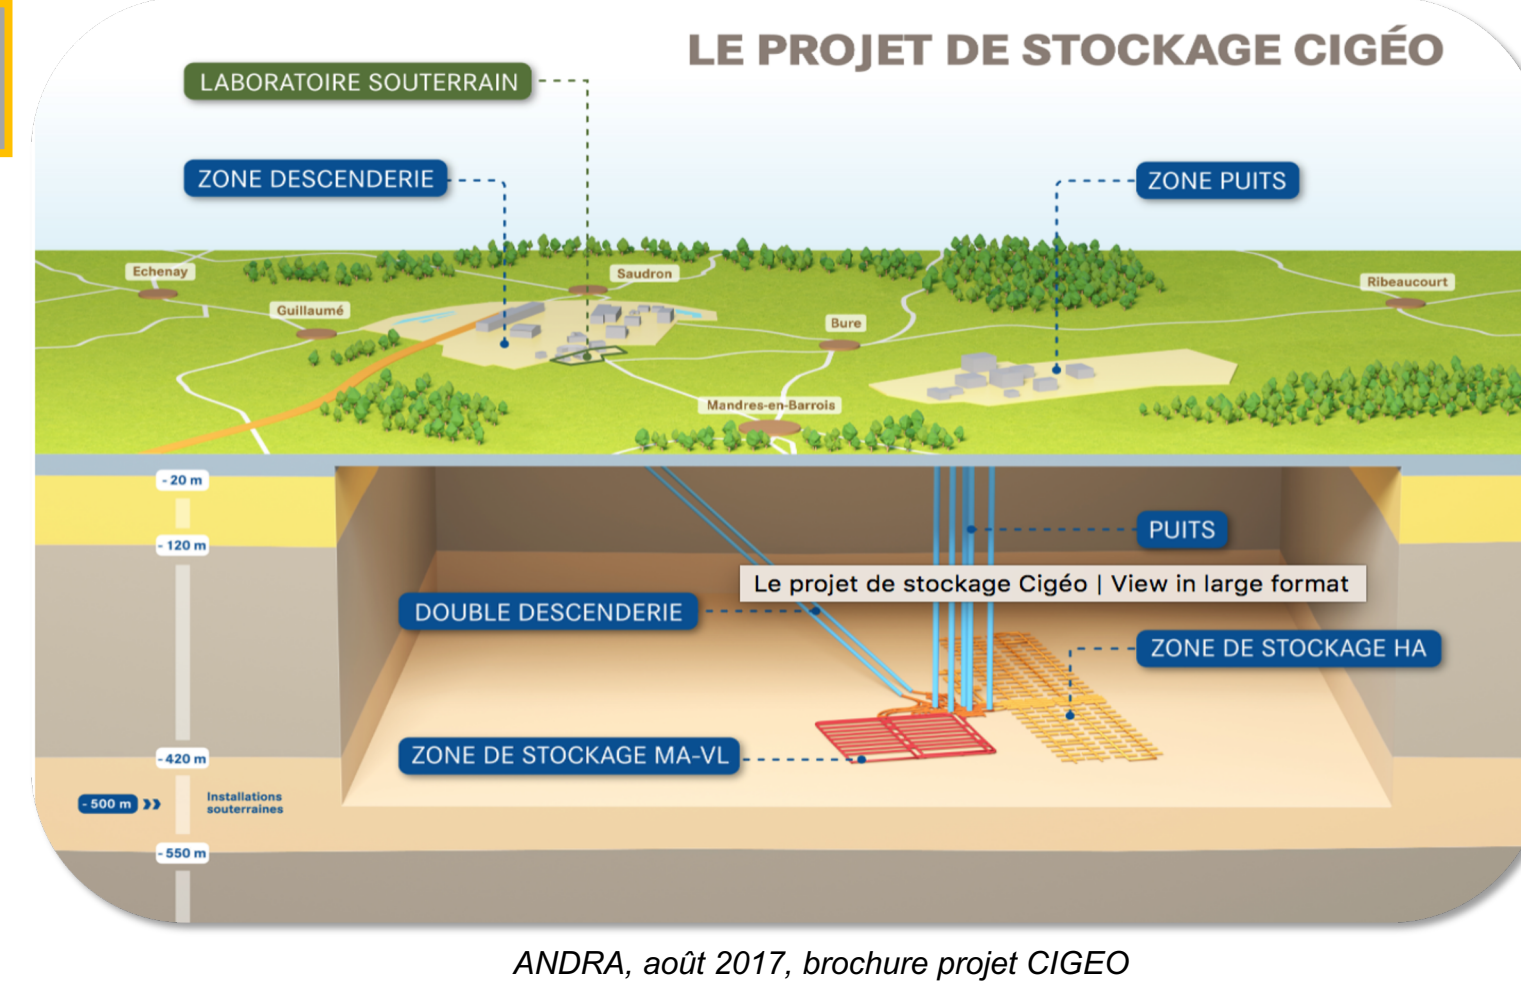 LE PROJET DE STOCKAGE CIGÉO
LABORATOIRE SOUTERRAIN
ZONE DESCENDERIE
ZONE PUITS
Echenay
Saudron
Ribeaucourt
Guillaumé
Bure
Mandres-en-Barrois
- 20 m
- 120 m
PUITS
Le projet de stockage Cigéo | View in large format
DOUBLE DESCENDERIE
ZONE DE STOCKAGE HA
ZONE DE STOCKAGE MA-VL
- 420 m
- 500 m
Installations
souterraines
- 550 m
ANDRA, août 2017, brochure projet CIGEO